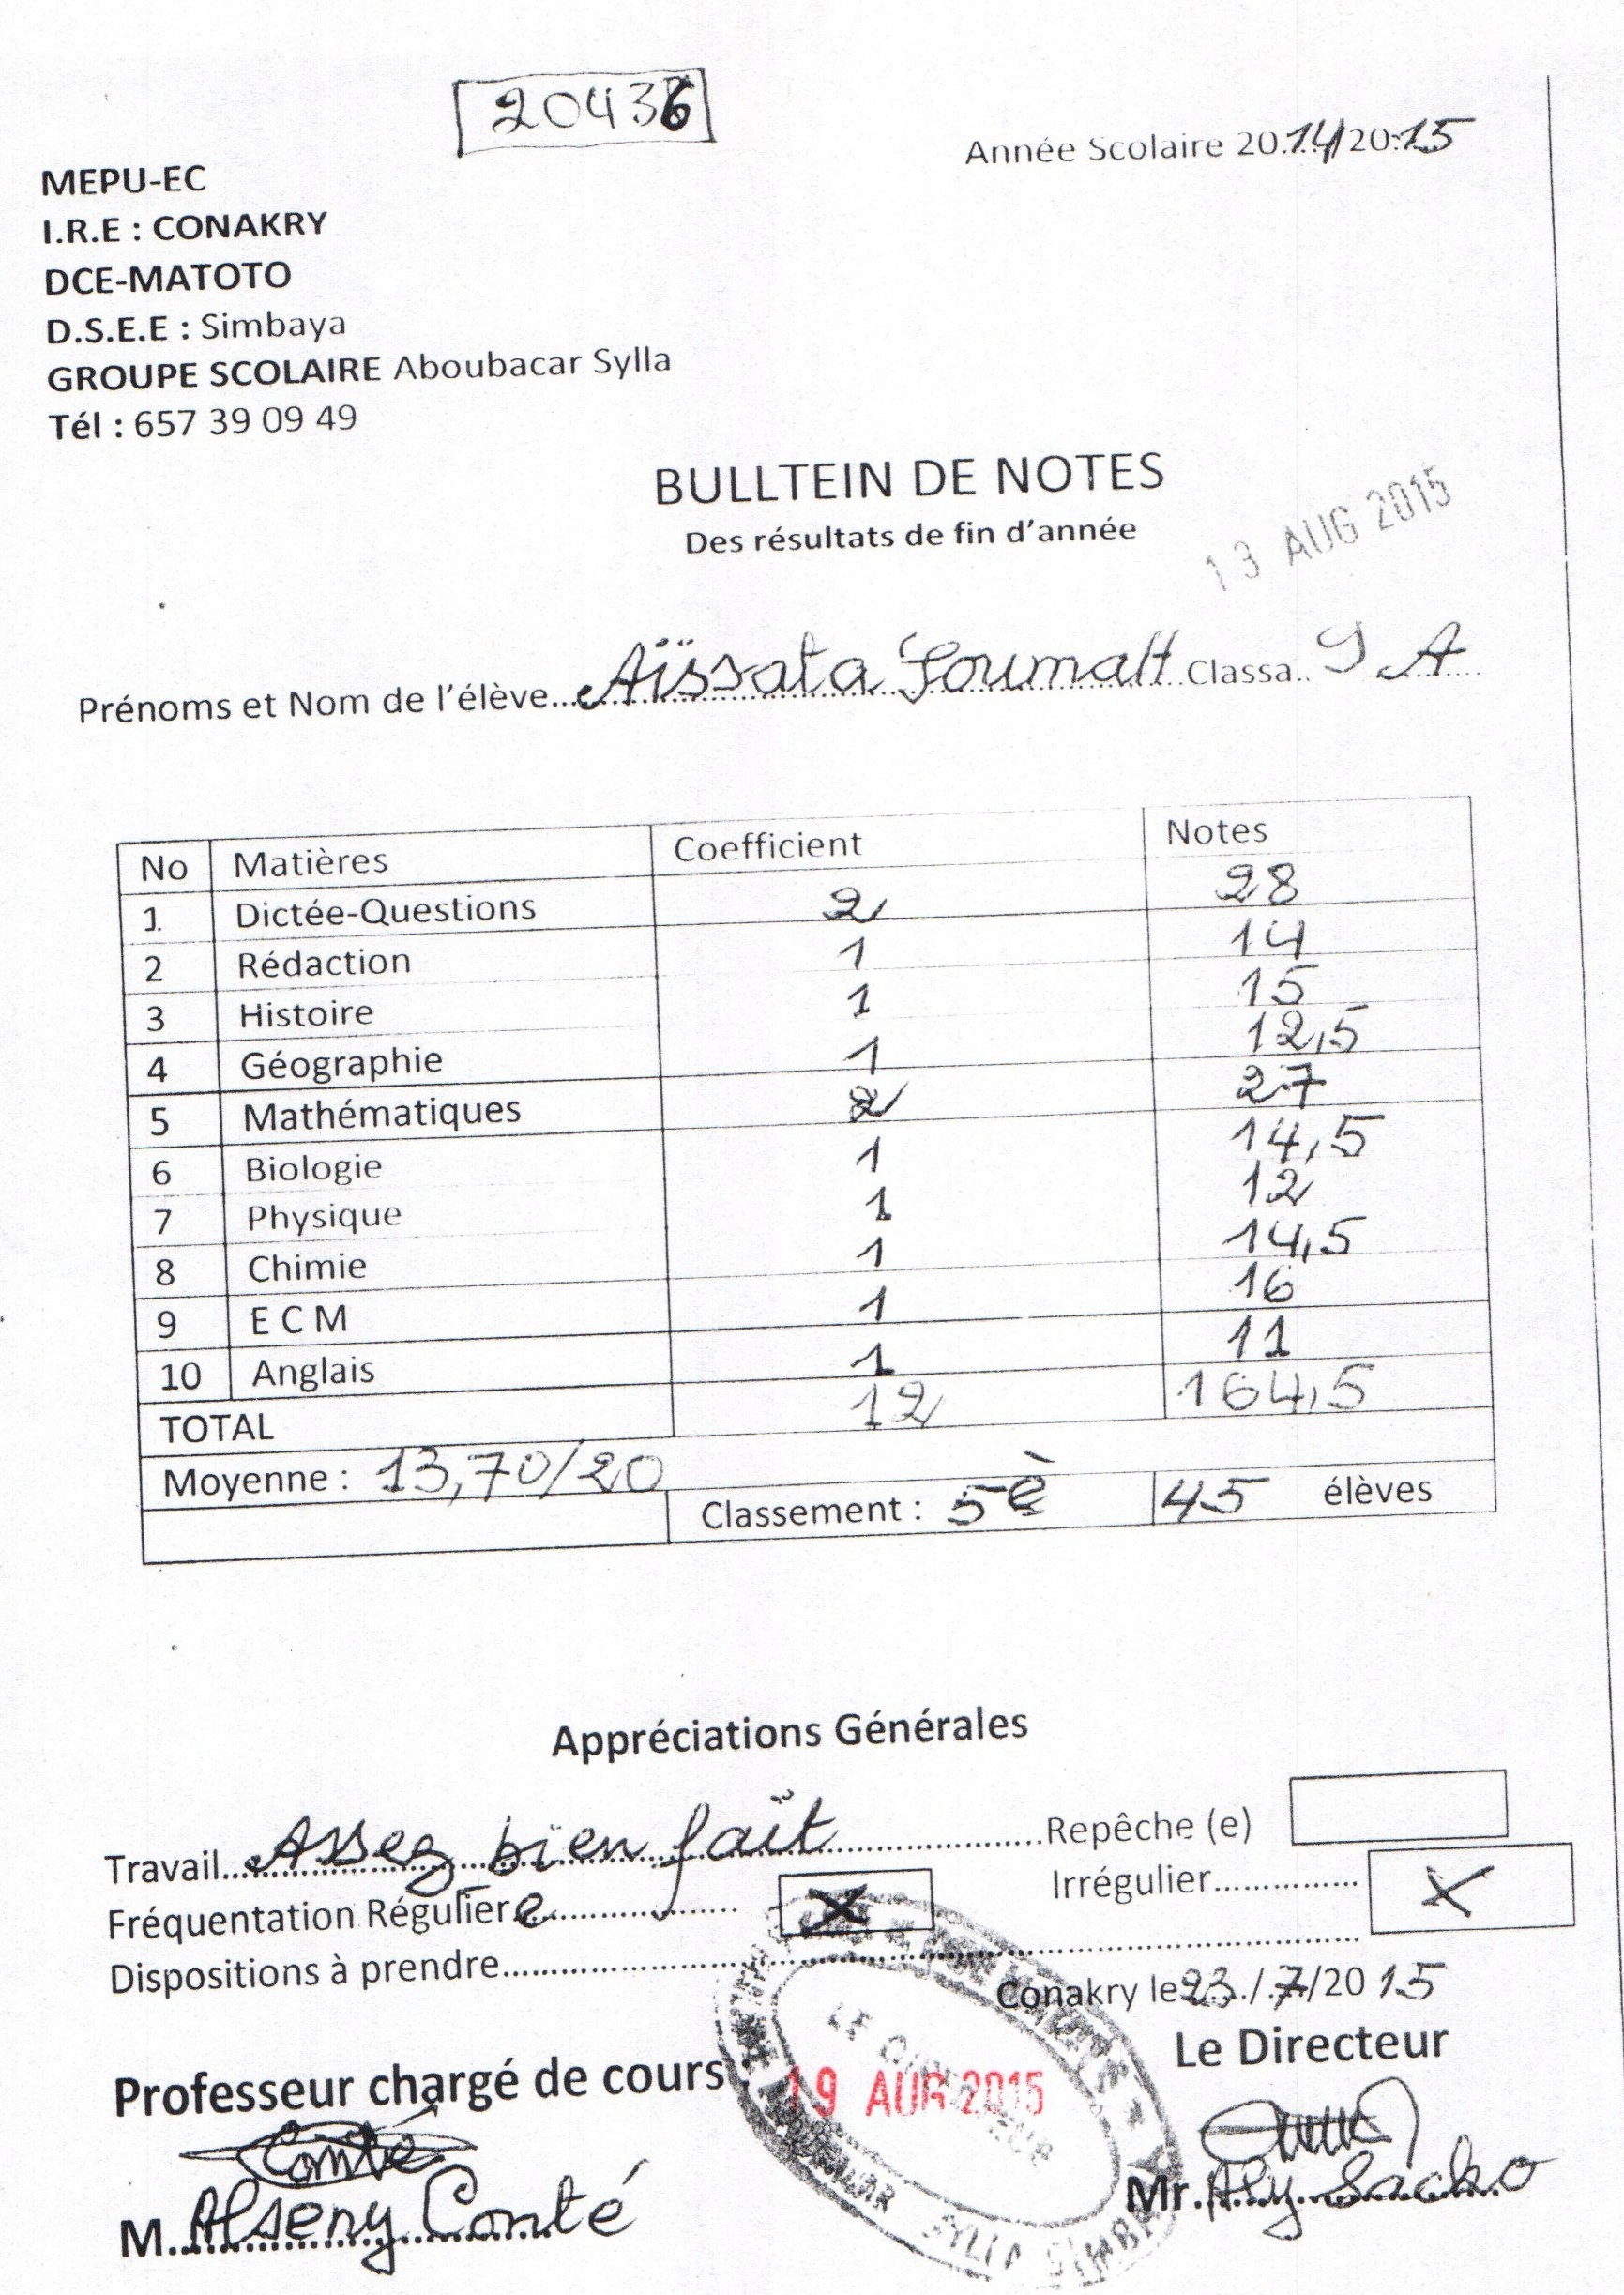 20436
Année Scolaire 2014/2015
MEPU-EC
I.R.E : CONAKRY
DCE-MATOTO
D.S.E.E : Simbaya
GROUPE SCOLAIRE Aboubacar Sylla
Tél : 657 39 09 49
BULLTEIN DE NOTES
Des résultats de fin d’année
13 AUG 2015
Prénoms et Nom de l’élève...Aïssata Soumah Classa.. 9 A
No Matières Coefficient Notes
1 Dictée-Questions 2 28
2 Rédaction 1 14
3 Histoire 1 15
4 Géographie 1 12,5
5 Mathématiques 2 27
6 Biologie 1 14,5
7 Physique 1 12
8 Chimie 1 14,5
9 E C M 1 16
10 Anglais 1 11
TOTAL 12 164,5
Moyenne : 13,70/20
Classement : 5è 45 élèves
Appréciations Générales
Travail...Assez bien fait...Repêche (e)
Fréquentation Régulière... X Irrégulier... X
Dispositions à prendre...
Conakry le 23/7/2015
Professeur chargé de cours :
Le Directeur
19 AUG 2015
LE DIRECTEUR
SYLLA SIMBAYA
Conté
M. Alseny Conté
Mr. Aly Sacko